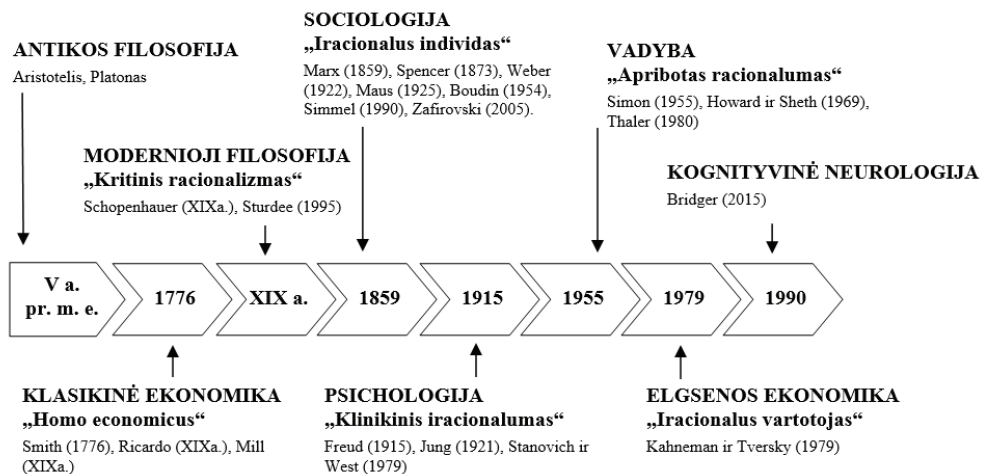 ANTIKOS FILOSOFIJA
Aristotelis, Platonas
SOCIOLOGIJA
„Iracionalus individas“
Marx (1859), Spencer (1873), Weber
(1922), Maus (1925), Boudin (1954),
Simmel (1990), Zafirovski (2005).
VADYBA
„Apribotas racionalumas“
Simon (1955), Howard ir Sheth (1969),
Thaler (1980)
MODERNIOJI FILOSOFIJA
„Kritinis racionalizmas“
Schopenhauer (XIXa.), Sturdee (1995)
KOGNITYVINĖ NEUROLOGIJA
Bridger (2015)
V a.
pr. m. e.
1776
XIX a.
1859
1915
1955
1979
1990
KLASIKINĖ EKONOMIKA
„Homo economicus“
Smith (1776), Ricardo (XIXa.), Mill
(XIXa.)
PSICHOLOGIJA
„Klinikinis iracionalumas“
Freud (1915), Jung (1921), Stanovich ir
West (1979)
ELGSENOS EKONOMIKA
„Iracionalus vartotojas“
Kahneman ir Tversky (1979)